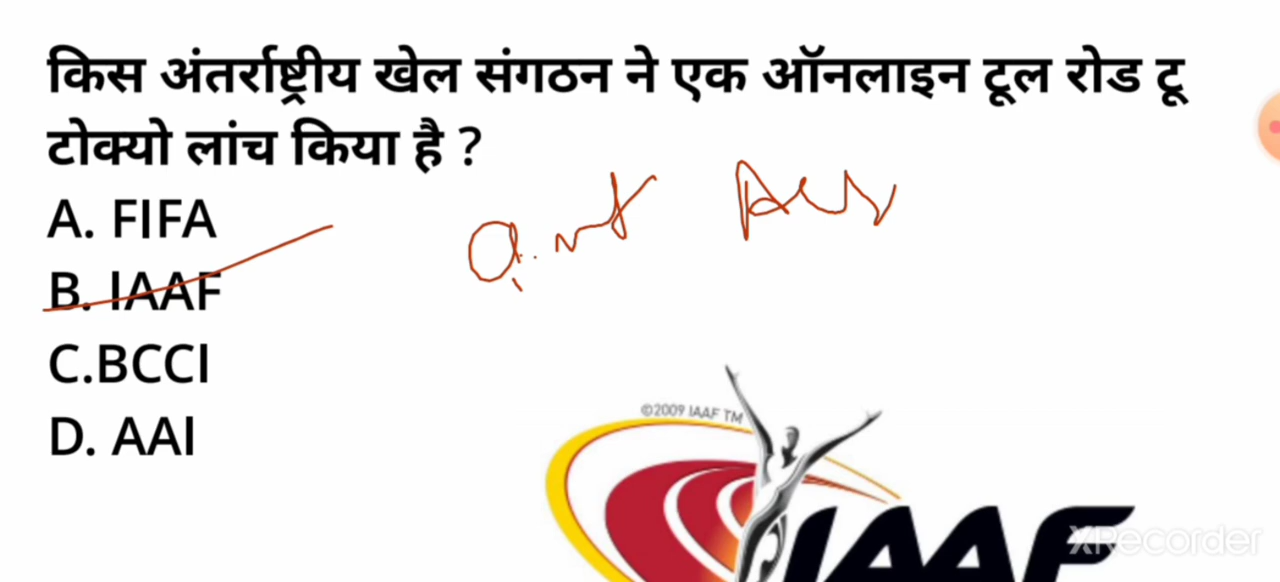 किस अंतर्राष्ट्रीय खेल संगठन ने एक ऑनलाइन टूल रोड टू
टोक्यो लांच किया है ?
A. FIFA
B. IAAF
C.BCCI
D. AAI
©2009 IAAF TM
IAAF
XRecorder